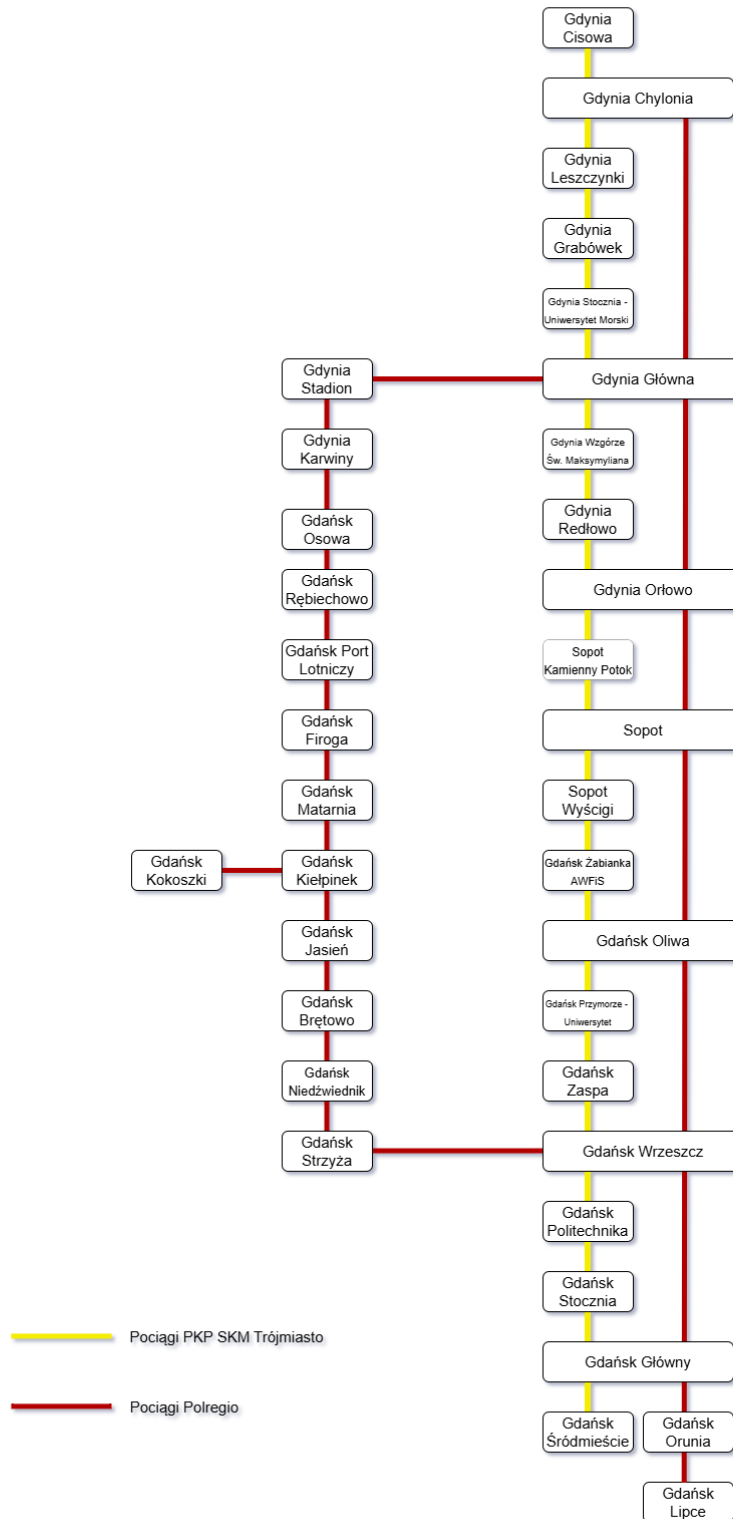 Gdynia
Cisowa
Gdynia Chylonia
Gdynia
Leszczynki
Gdynia
Grabówek
Gdynia Stocznia -
Uniwersytet Morski
Gdynia
Stadion
Gdynia Główna
Gdynia
Karwiny
Gdynia Wzgórze
Św. Maksymyliana
Gdańsk
Osowa
Gdynia
Redłowo
Gdańsk
Rębiechowo
Gdynia Orłowo
Gdańsk Port
Lotniczy
Sopot
Kamienny Potok
Gdańsk
Firoga
Sopot
Gdańsk
Matarnia
Sopot
Wyścigi
Gdańsk
Kokoszki
Gdańsk
Kiełpinek
Gdańsk Żabianka
AWFiS
Gdańsk
Jasień
Gdańsk Oliwa
Gdańsk
Brętowo
Gdańsk Przymorze -
Uniwersytet
Gdańsk
Niedźwiednik
Gdańsk
Zaspa
Gdańsk
Strzyża
Gdańsk Wrzeszcz
Gdańsk
Politechnika
Gdańsk
Stocznia
Pociągi PKP SKM Trójmiasto
Gdańsk Główny
Pociągi Polregio
Gdańsk
Śródmieście
Gdańsk
Orunia
Gdańsk
Lipce